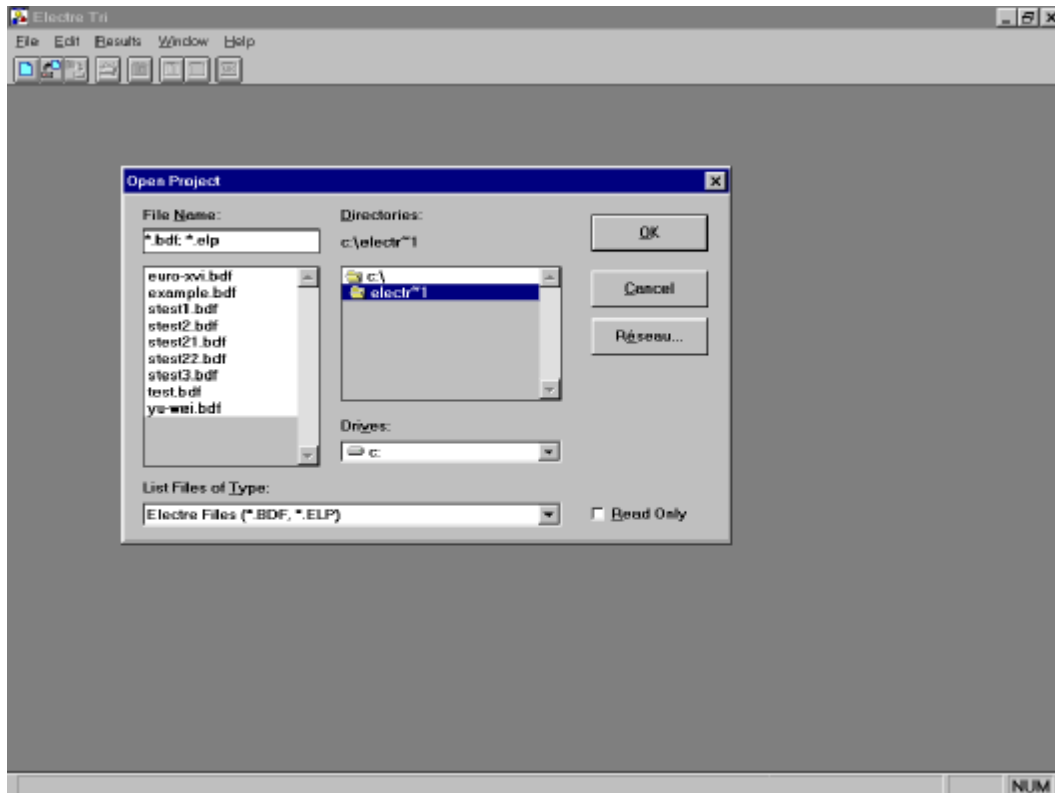 Electre Tri
File Edit Results Window Help
Open Project
File Name:
*.bdf; *.elp
euro-xvi.bdf
example.bdf
stest1.bdf
stest2.bdf
stest21.bdf
stest22.bdf
stest3.bdf
test.bdf
yu-wei.bdf
Directories:
c:\electr~1
c:\
electr~1
Drives:
c:
OK
Cancel
Réseau...
List Files of Type:
Electre Files (*.BDF, *.ELP)
Read Only
NUM